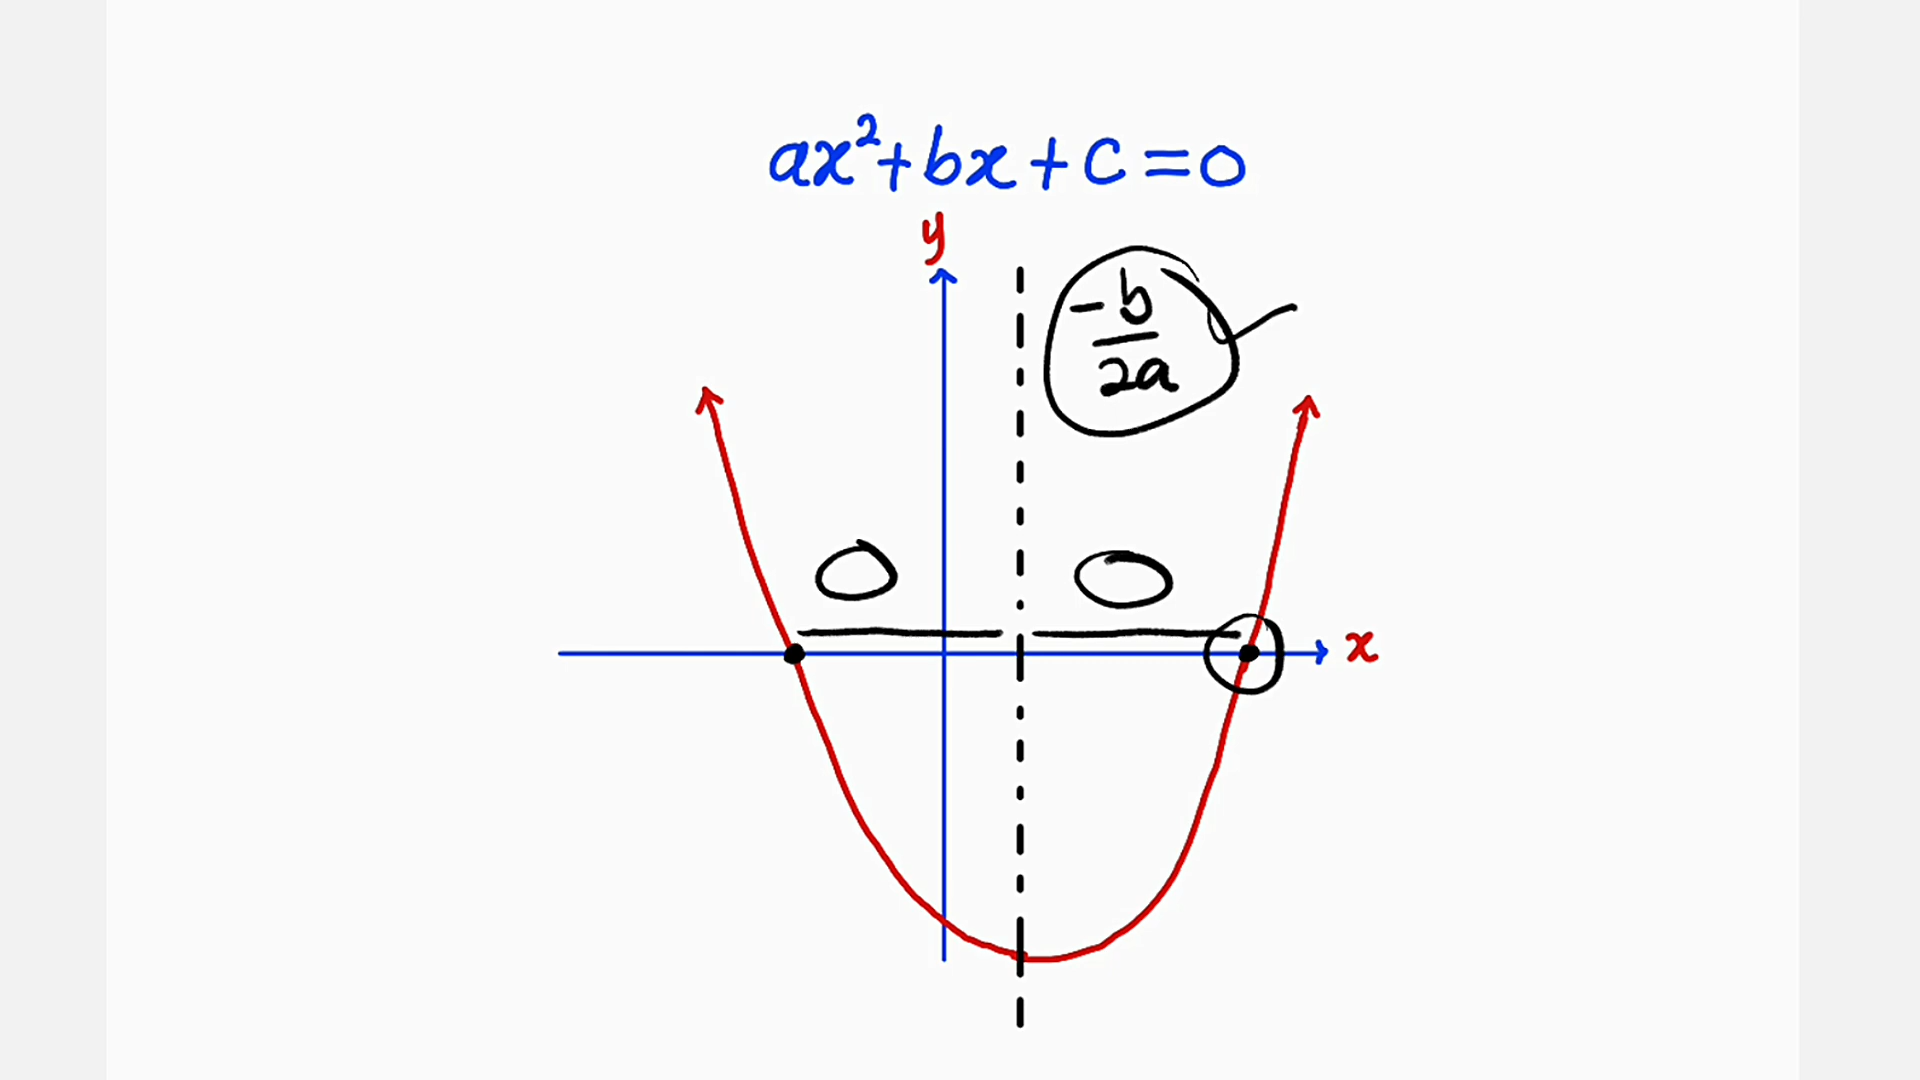 ax²+bx+c=0
y
-b
2a
x